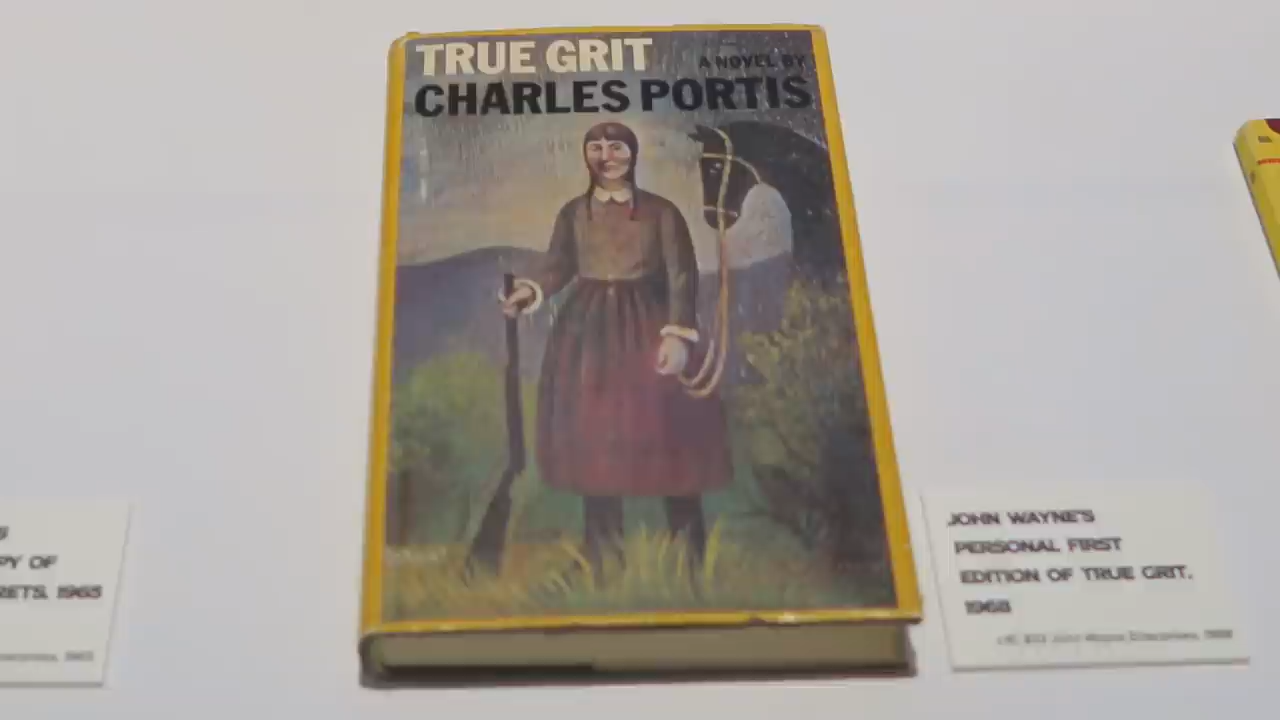 TRUE GRIT
A NOVEL BY
CHARLES PORTIS
JOHN WAYNE'S
PERSONAL FIRST
EDITION OF TRUE GRIT,
1968
PY OF
RETS, 1965